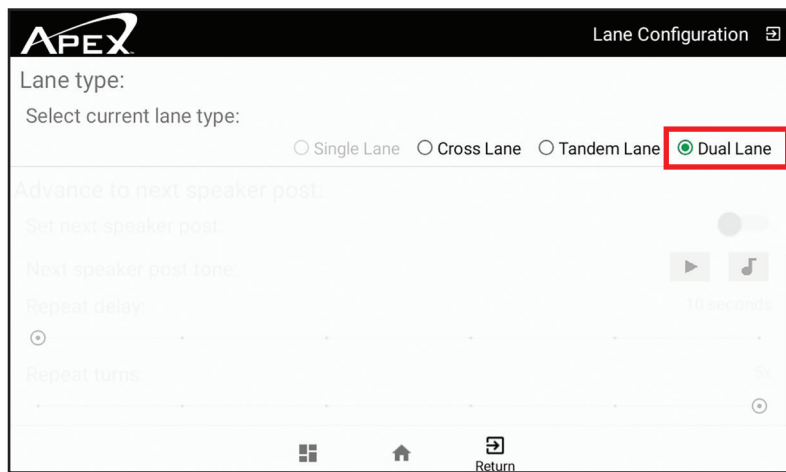 APEX
Lane Configuration
Lane type:
Select current lane type:
Single Lane Cross Lane Tandem Lane Dual Lane
Advance to next speaker post:
Set next speaker post:
Next speaker post tone:
Repeat delay: 10 seconds
Repeat turns: 5x
Return